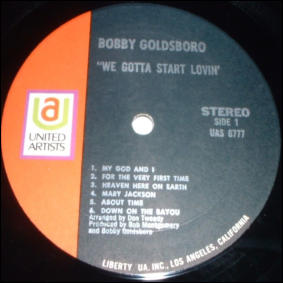 BOBBY GOLDSBORO
"WE GOTTA START LOVIN'
STEREO
SIDE 1
UAS 6777
UA
UNITED
ARTISTS
1. MY GOD AND I
2. FOR THE VERY FIRST TIME
3. HEAVEN HERE ON EARTH
4. MARY JACKSON
5. ABOUT TIME
6. DOWN ON THE BAYOU
Arranged by Don Tweedy
Produced by Bob Montgomery
and Bobby Goldsboro
LIBERTY UA, INC., LOS ANGELES, CALIFORNIA